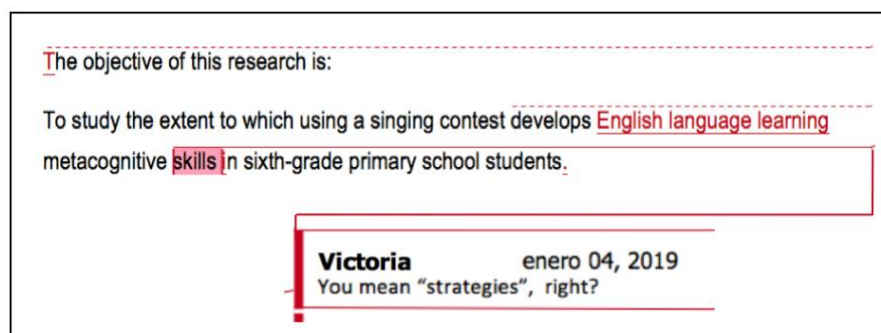 The objective of this research is:
To study the extent to which using a singing contest develops English language learning
metacognitive skills in sixth-grade primary school students.
Victoria enero 04, 2019
You mean “strategies”, right?